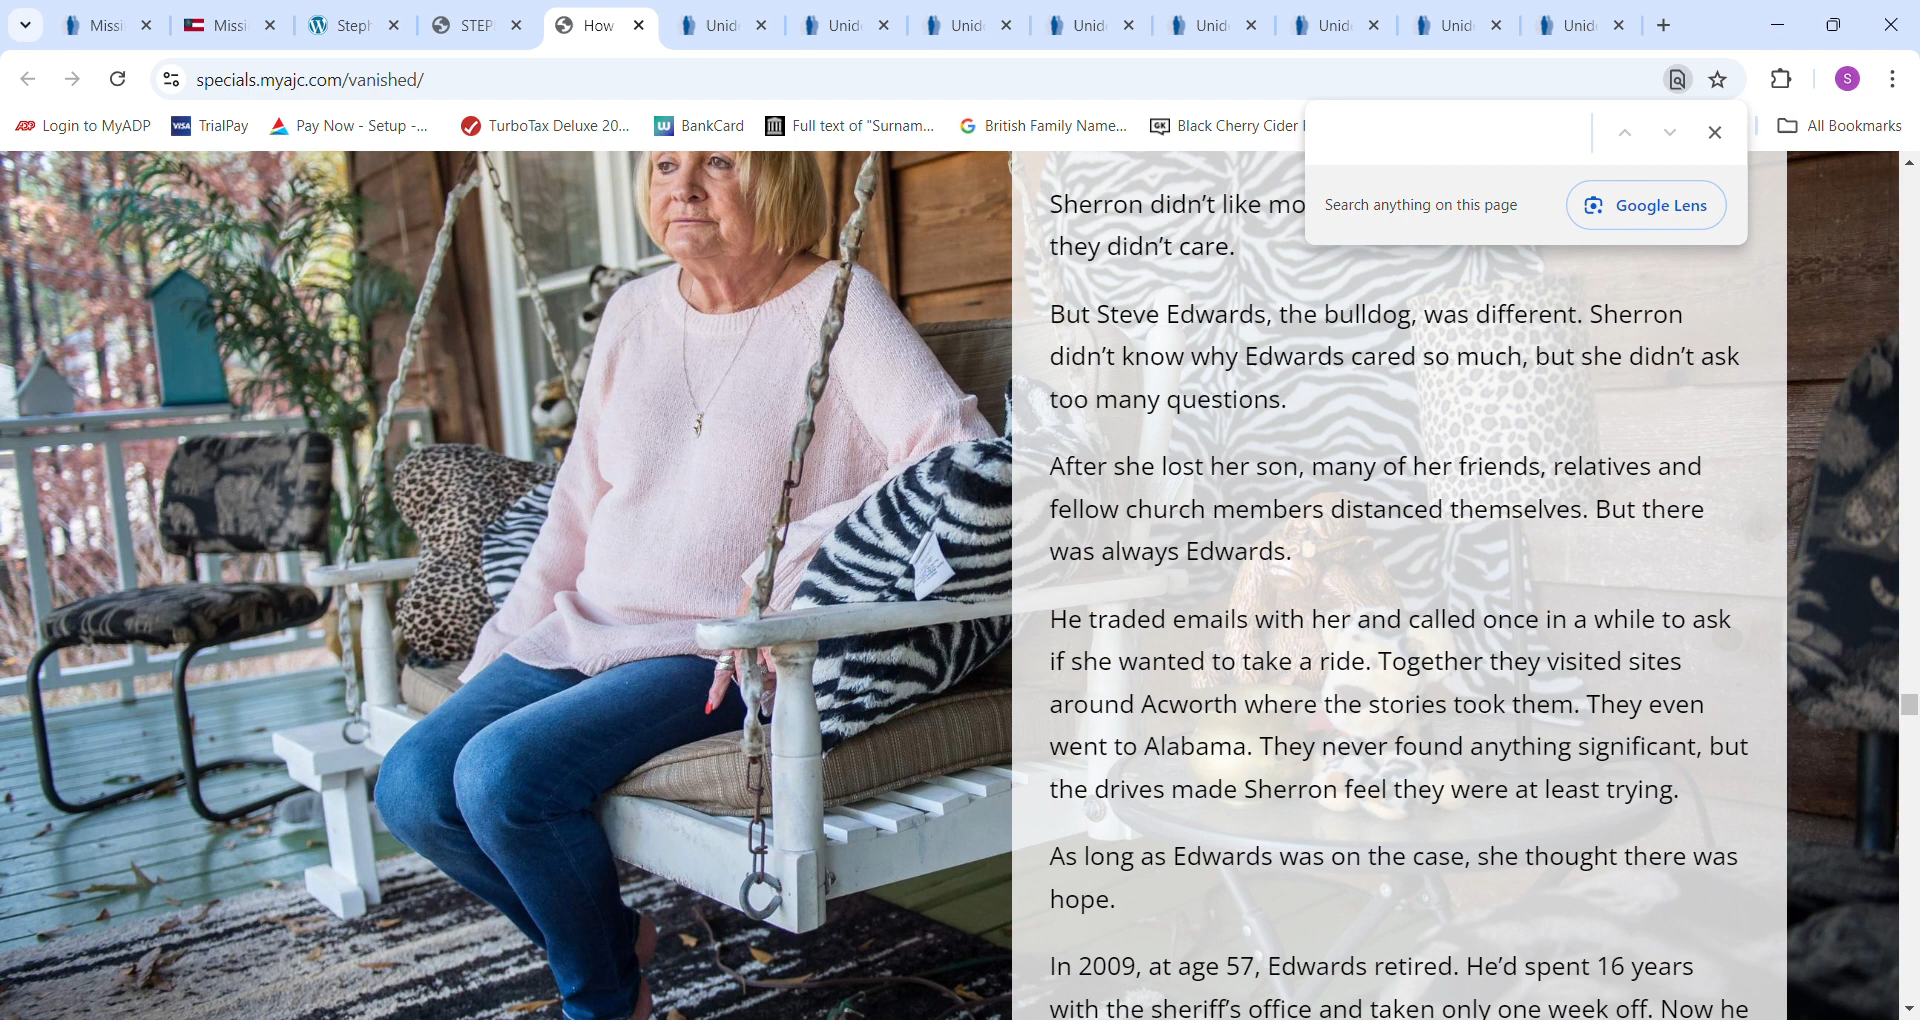 Missi
Missi
Steph
STEP
How
Unid
Unid
Unid
Unid
Unid
Unid
Unid
Unid
specials.myajc.com/vanished/
S
Login to MyADP
VISA
TrialPay
Pay Now - Setup -...
TurboTax Deluxe 20...
BankCard
Full text of "Surnam...
British Family Name...
GK
Black Cherry Cider
All Bookmarks
Search anything on this page
Google Lens
Sherron didn’t like mo
they didn’t care.
But Steve Edwards, the bulldog, was different. Sherron
didn’t know why Edwards cared so much, but she didn’t ask
too many questions.
After she lost her son, many of her friends, relatives and
fellow church members distanced themselves. But there
was always Edwards.
He traded emails with her and called once in a while to ask
if she wanted to take a ride. Together they visited sites
around Acworth where the stories took them. They even
went to Alabama. They never found anything significant, but
the drives made Sherron feel they were at least trying.
As long as Edwards was on the case, she thought there was
hope.
In 2009, at age 57, Edwards retired. He’d spent 16 years
with the sheriff’s office and taken only one week off. Now he